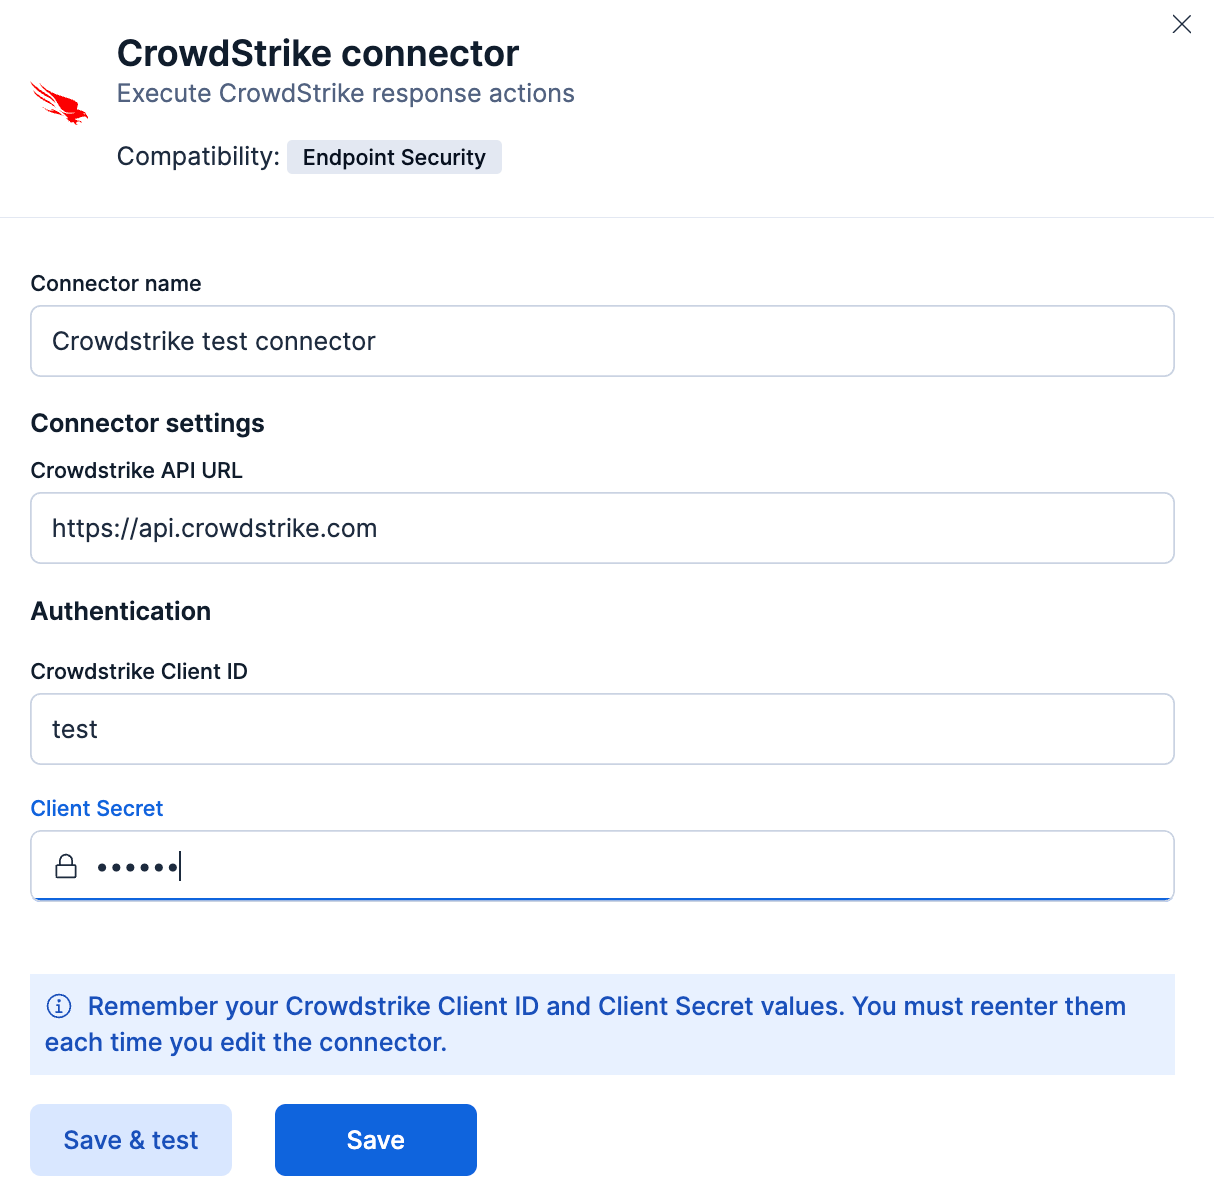 CrowdStrike connector
Execute CrowdStrike response actions
Compatibility: Endpoint Security
Connector name
Crowdstrike test connector
Connector settings
Crowdstrike API URL
https://api.crowdstrike.com
Authentication
Crowdstrike Client ID
test
Client Secret
••••••
Remember your Crowdstrike Client ID and Client Secret values. You must reenter them
each time you edit the connector.
Save & test
Save